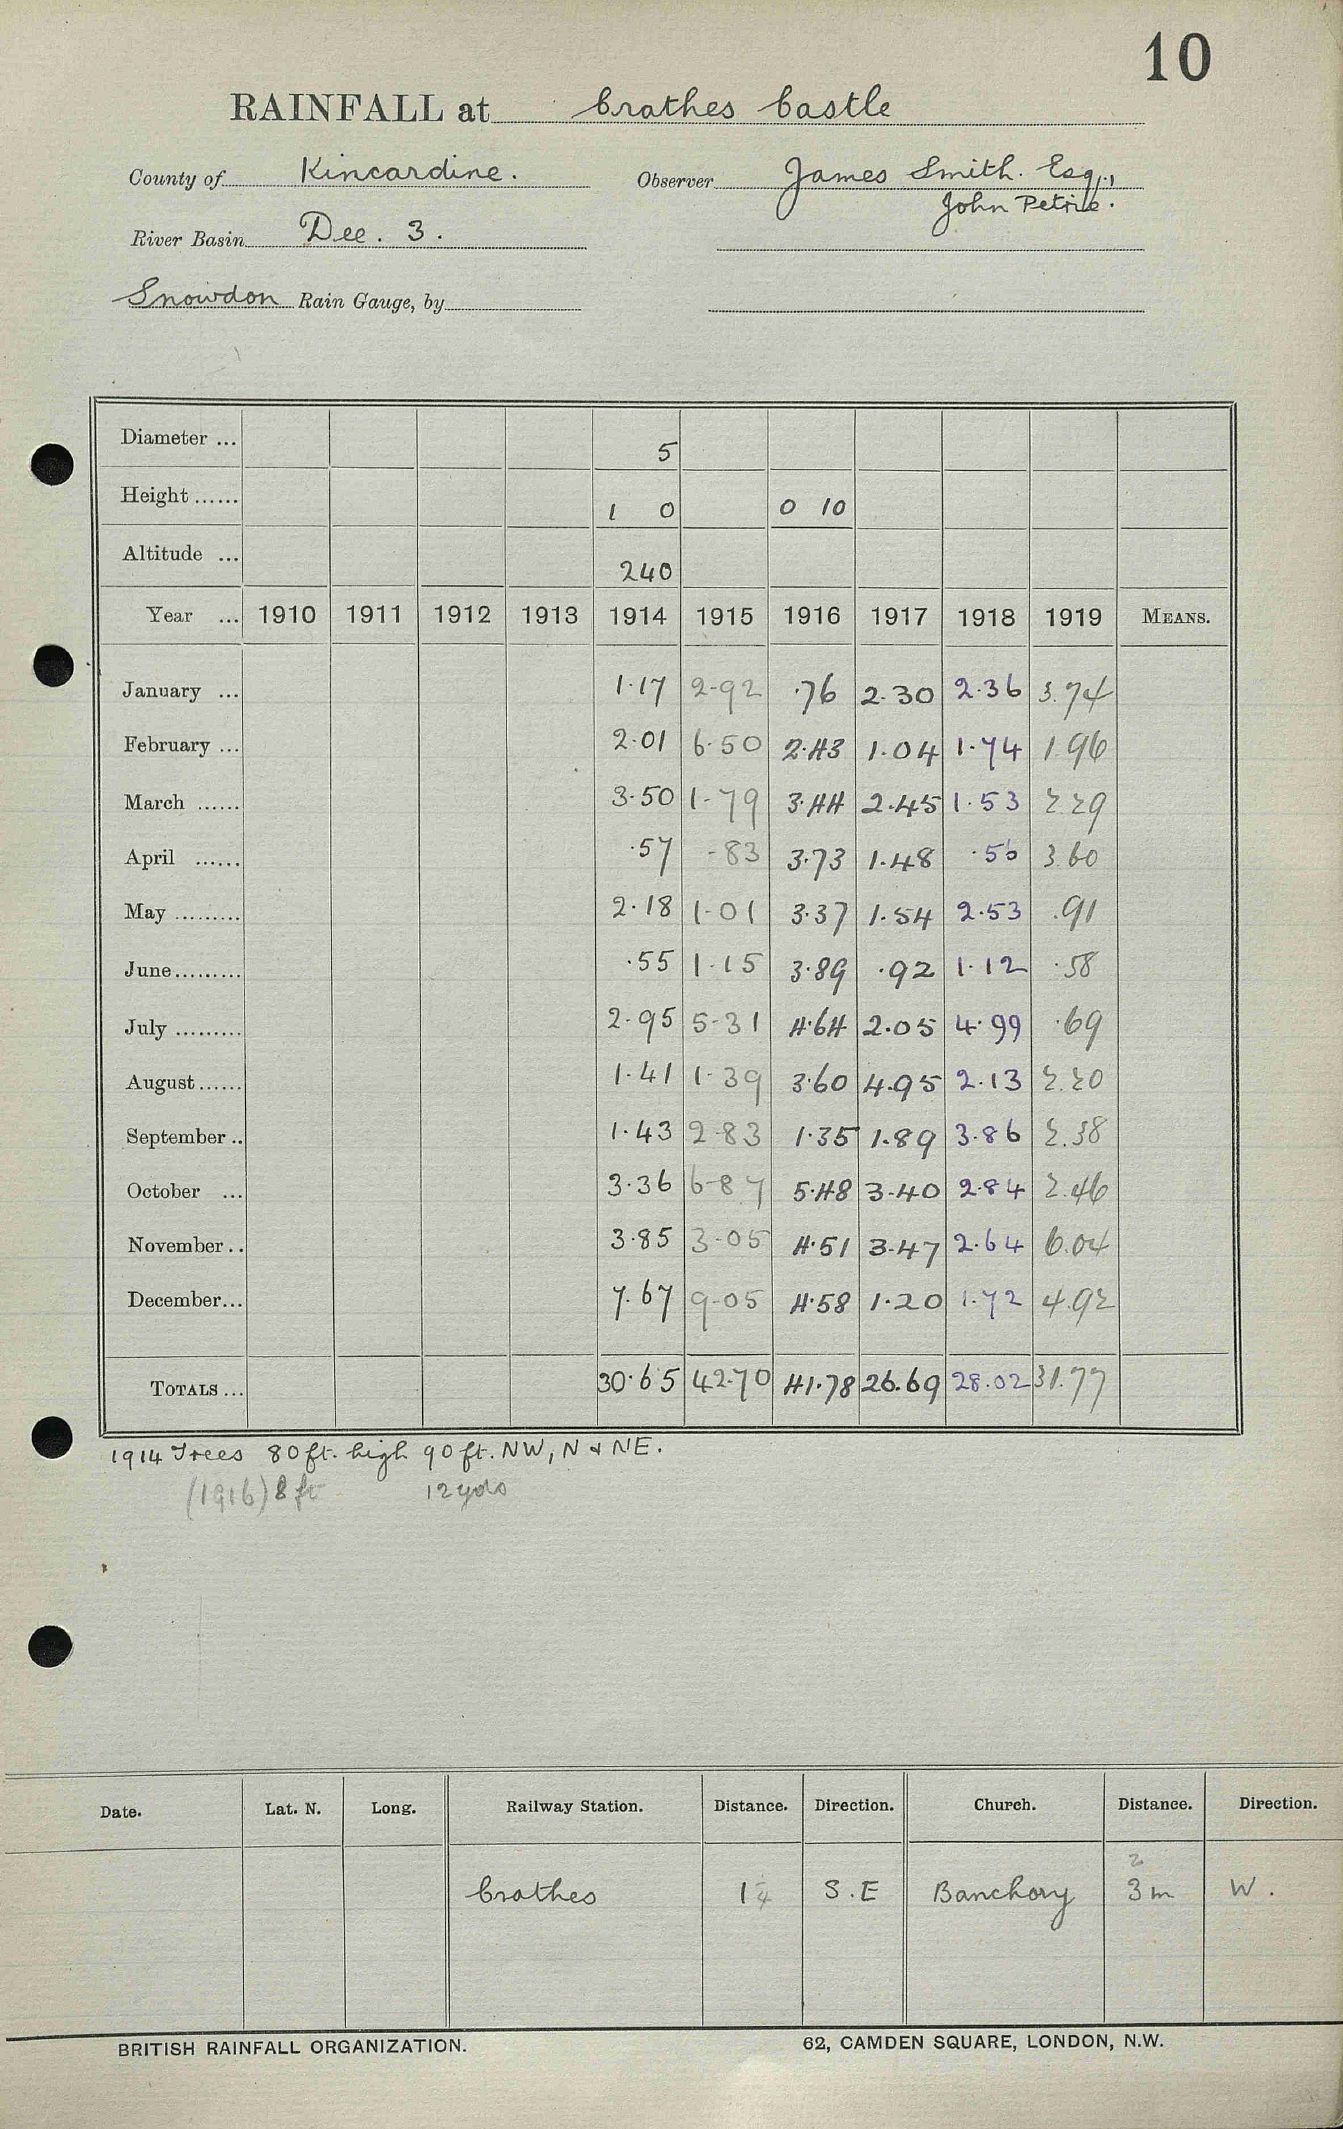 10
RAINFALL at Crathes Castle
County of Kincardine. Observer James Smith. Esq.,
John Petrie.
River Basin Dee. 3.
Snowdon Rain Gauge, by
Diameter ... 5
Height ...... 1 0 0 10
Altitude ... 240
Year ... 1910 1911 1912 1913 1914 1915 1916 1917 1918 1919 MEANS.
January ... 1.17 2.92 .76 2.30 2.36 3.74
February ... 2.01 6.50 2.43 1.04 1.74 1.96
March ...... 3.50 1.79 3.44 2.45 1.53 2.29
April ...... .57 .83 3.73 1.48 .56 3.60
May ......... 2.18 1.01 3.37 1.54 2.53 .91
June......... .55 1.15 3.89 .92 1.12 .58
July ......... 2.95 5.31 4.64 2.05 4.99 .69
August...... 1.41 1.39 3.60 4.95 2.13 2.20
September .. 1.43 2.83 1.35 1.89 3.86 2.38
October ... 3.36 6.87 5.48 3.40 2.84 2.46
November.. 3.85 3.05 4.51 3.47 2.64 6.04
December... 7.67 9.05 4.58 1.20 1.72 4.92
TOTALS ... 30.65 42.70 41.78 26.69 28.02 31.77
1914 Trees 80ft. high 90ft. NW, N & NE.
(1916) 8 ft 12 yds
Date. Lat. N. Long. Railway Station. Distance. Direction. Church. Distance. Direction.
2
Crathes 1¼ S.E Banchory 3m W.
BRITISH RAINFALL ORGANIZATION. 62, CAMDEN SQUARE, LONDON, N.W.